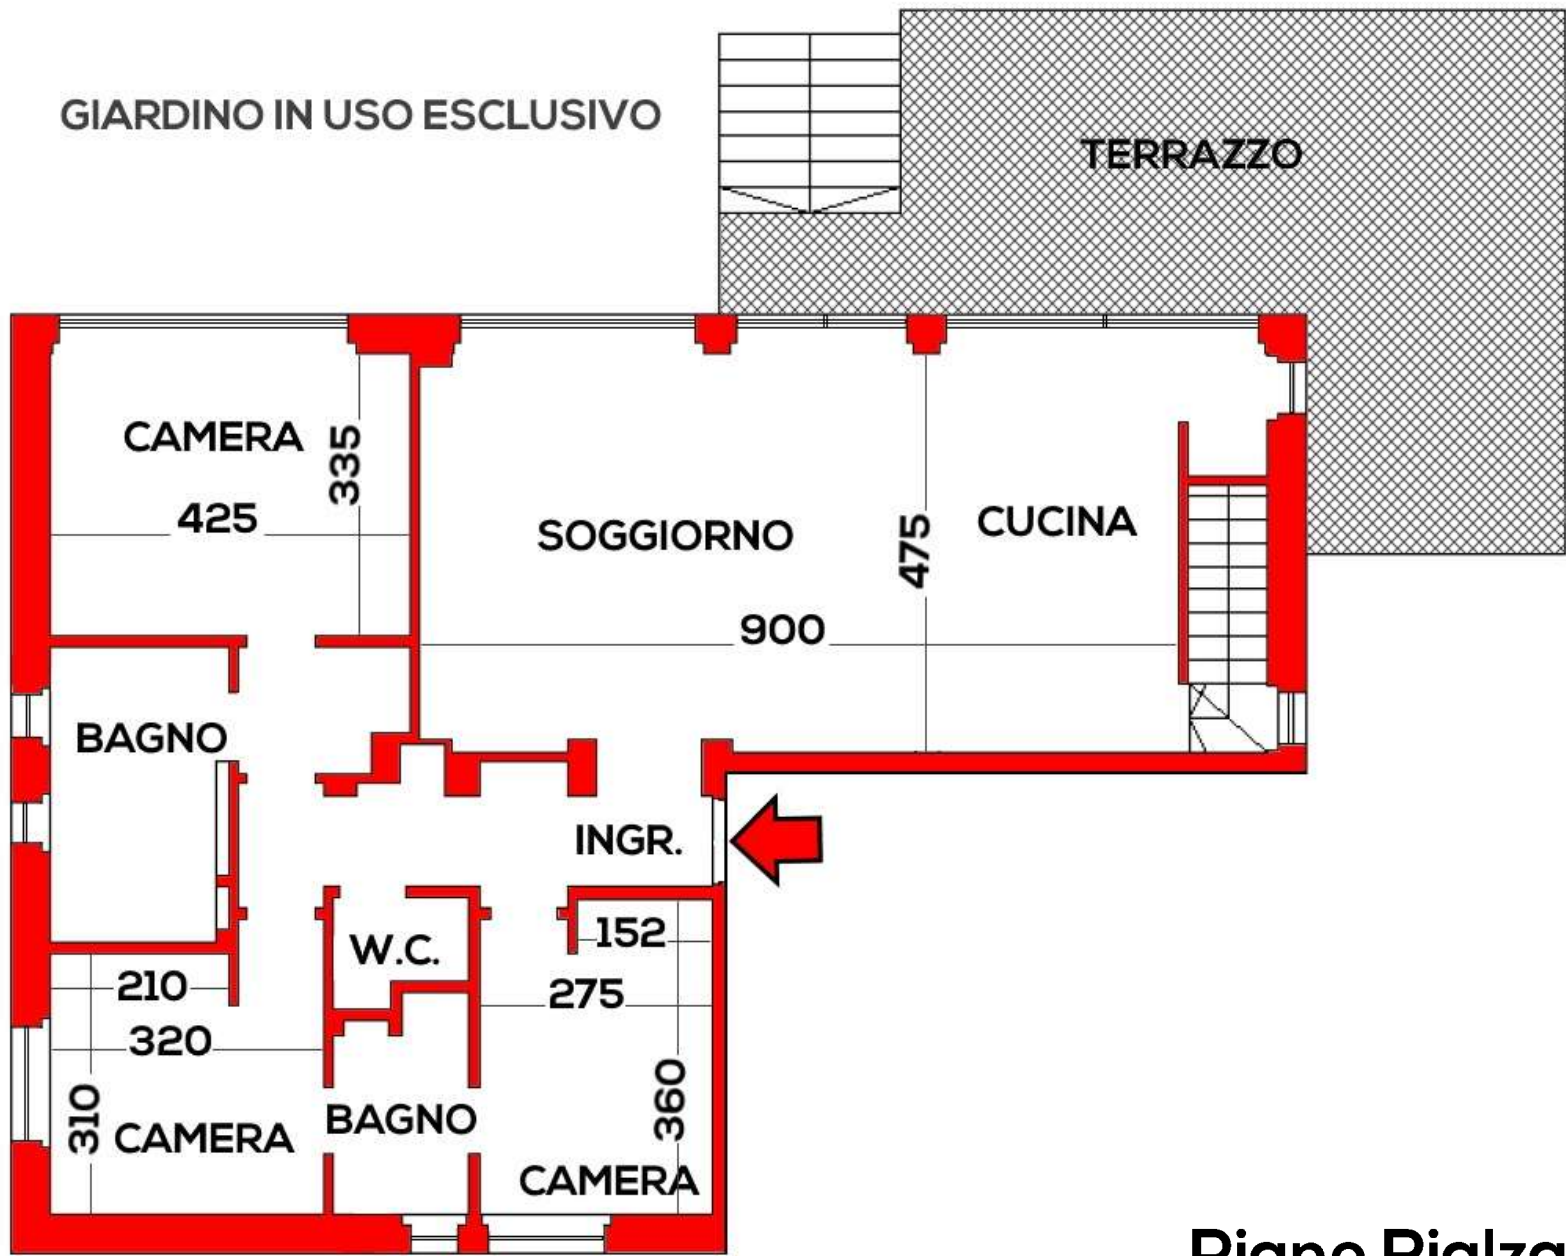 GIARDINO IN USO ESCLUSIVO
TERRAZZO
CAMERA
335
425
SOGGIORNO
475
CUCINA
900
BAGNO
INGR.
152
W.C.
210
275
320
310
360
BAGNO
CAMERA
CAMERA